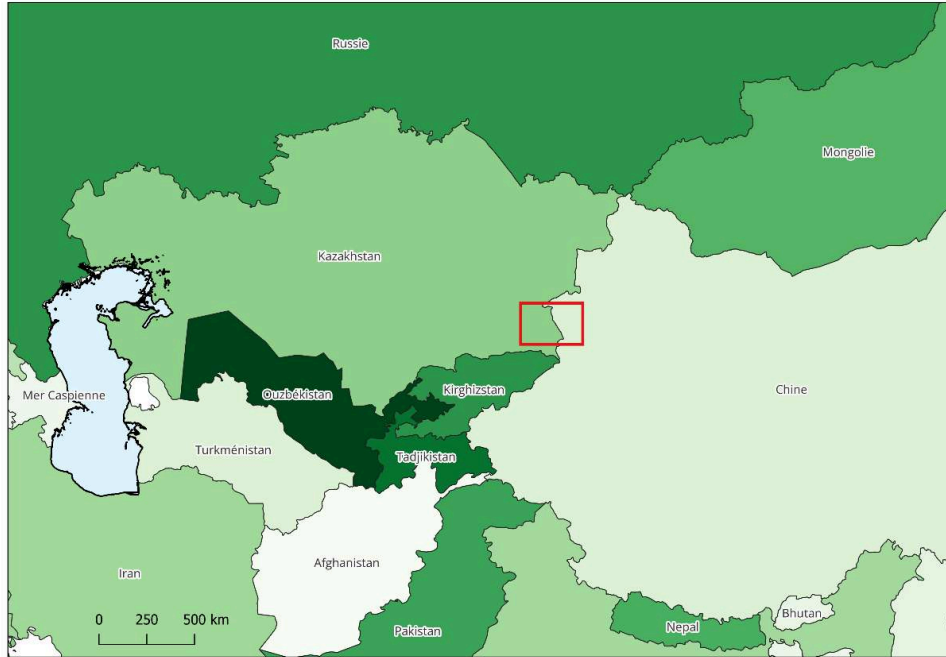 Russie
Mongolie
Kazakhstan
Mer Caspienne
Ouzbékistan
Kirghizstan
Chine
Turkménistan
Tadjikistan
Afghanistan
Iran
Bhutan
0 250 500 km
Pakistan
Nepal